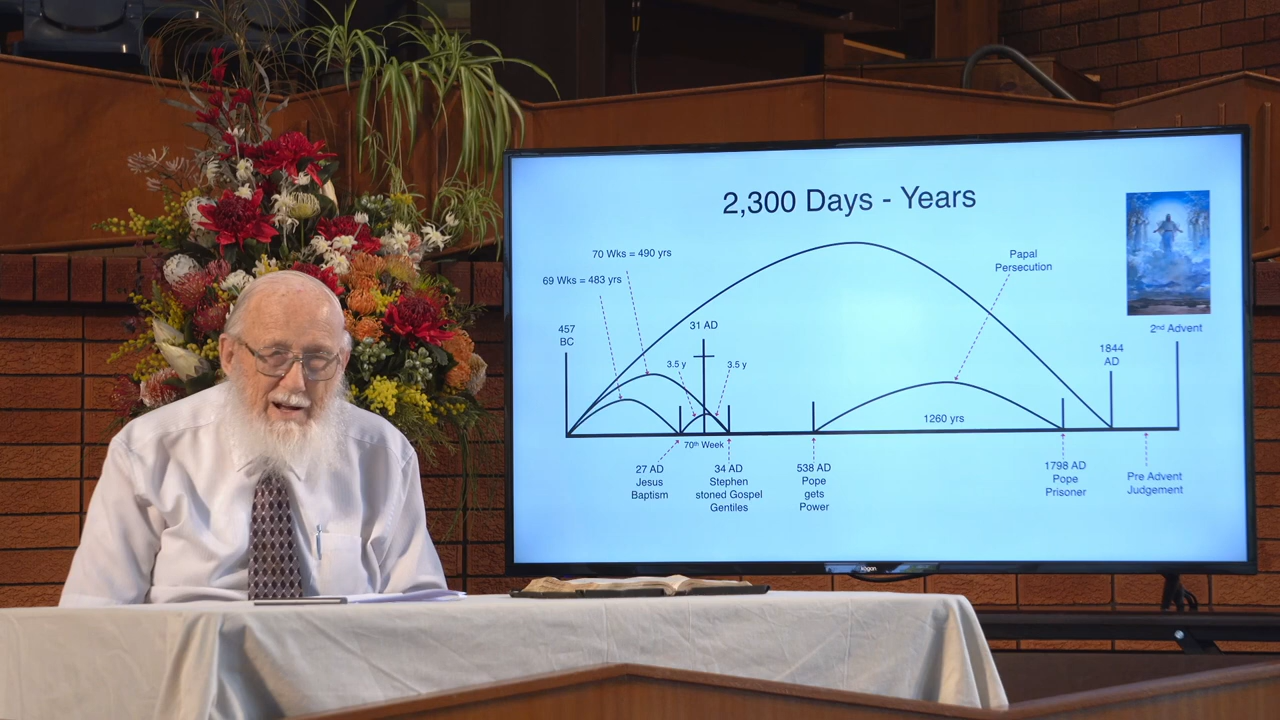 2,300 Days - Years
70 Wks = 490 yrs
69 Wks = 483 yrs
Papal
Persecution
457
BC
31 AD
3.5 y
3.5 y
2nd Advent
1844
AD
1260 yrs
70th Week
27 AD
Jesus
Baptism
34 AD
Stephen
stoned Gospel
Gentiles
538 AD
Pope
gets
Power
1798 AD
Pope
Prisoner
Pre Advent
Judgement
kogan